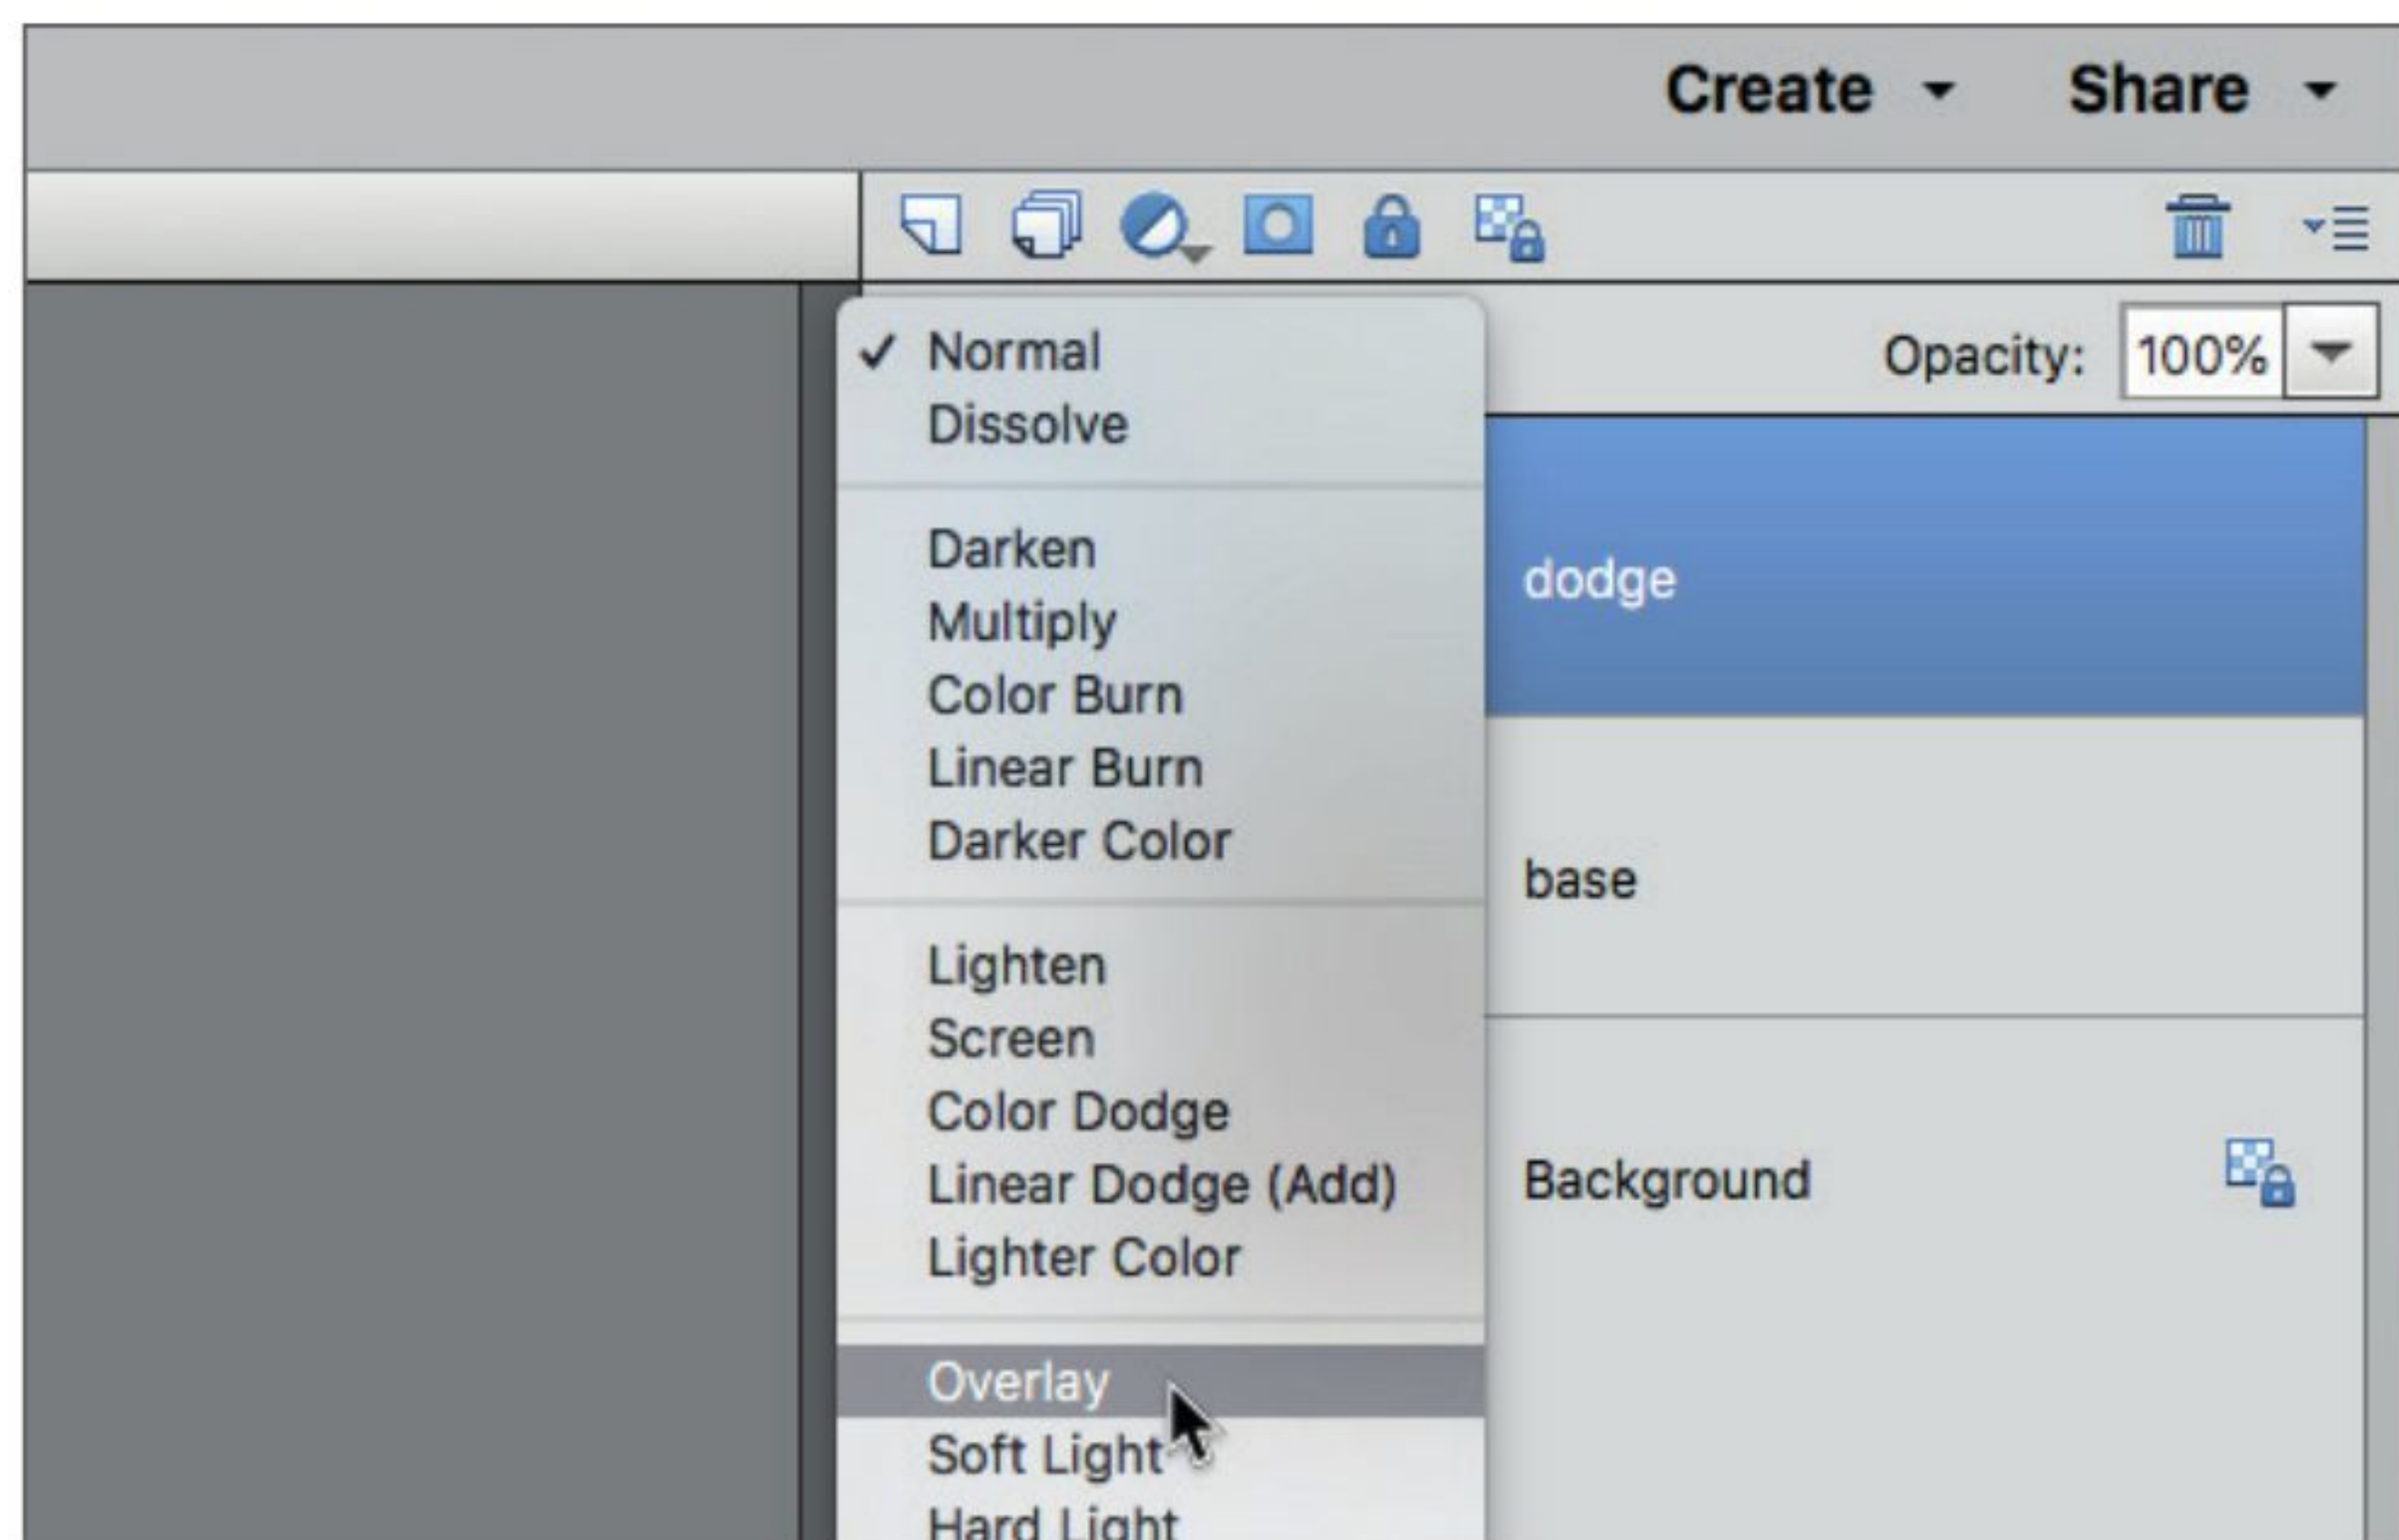 Create Share
Opacity: 100%
Normal
Dissolve
Darken
Multiply
Color Burn
Linear Burn
Darker Color
Lighten
Screen
Color Dodge
Linear Dodge (Add)
Lighter Color
Overlay
Soft Light
Hard Light
dodge
base
Background